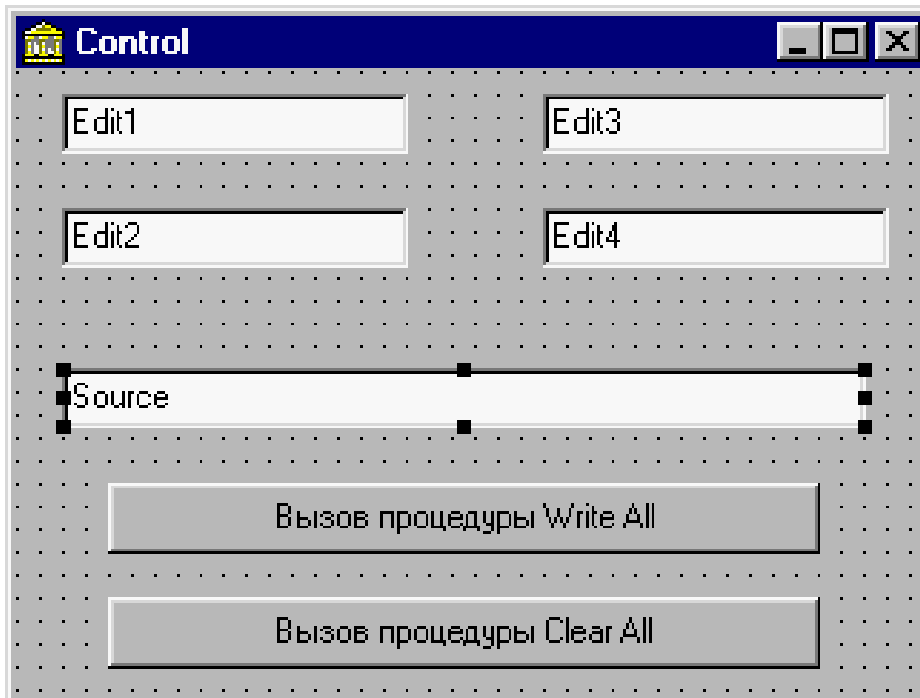 Control
Edit1
Edit3
Edit2
Edit4
Source
Вызов процедуры Write All
Вызов процедуры Clear All